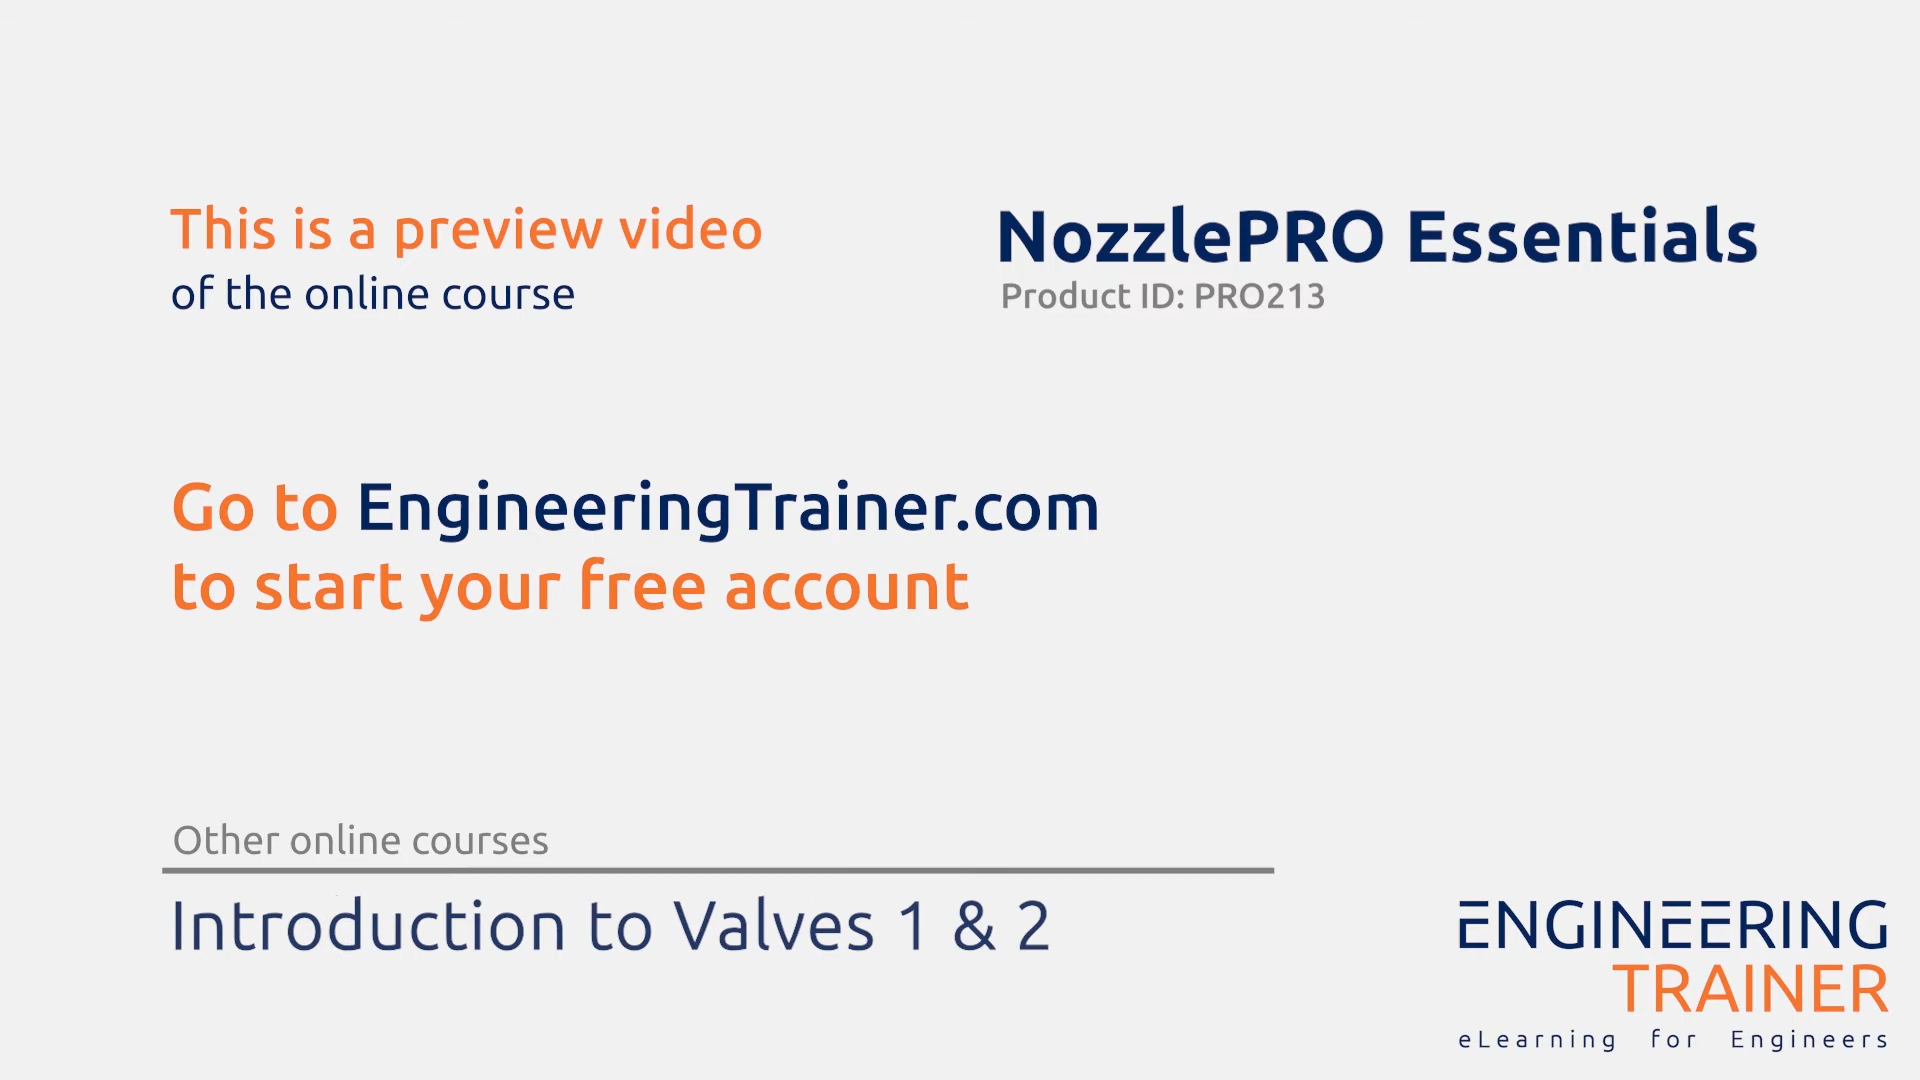 This is a preview video
of the online course
NozzlePRO Essentials
Product ID: PRO213
Go to EngineeringTrainer.com
to start your free account
Other online courses
Introduction to Valves 1 & 2
ENGINEERING
TRAINER
eLearning for Engineers